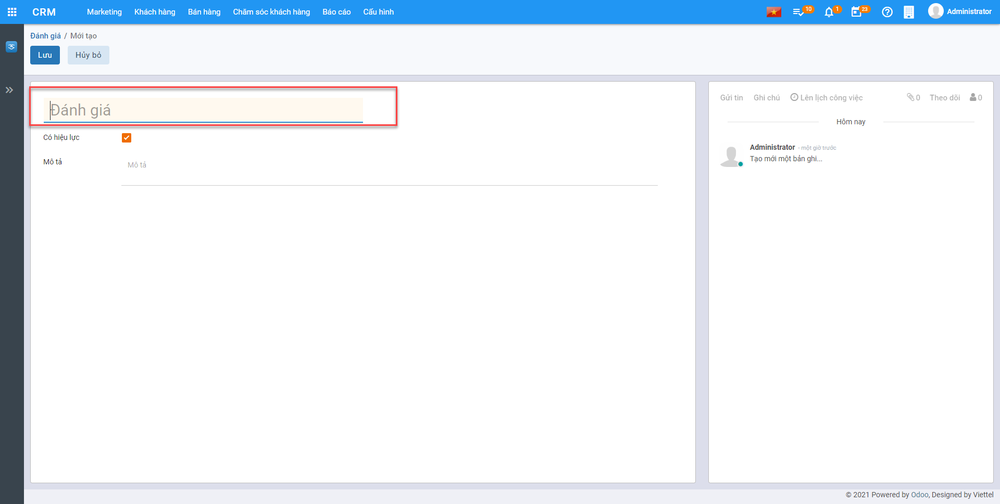 CRM Marketing Khách hàng Bán hàng Chăm sóc khách hàng Báo cáo Cấu hình 10 1 23 Administrator
Đánh giá / Mới tạo
Lưu Hủy bỏ
Đánh giá
Có hiệu lực
Mô tả
Mô tả
Gửi tin Ghi chú Lên lịch công việc 0 Theo dõi 0
Hôm nay
Administrator - một giờ trước
Tạo mới một bản ghi...
© 2021 Powered by Odoo, Designed by Viettel